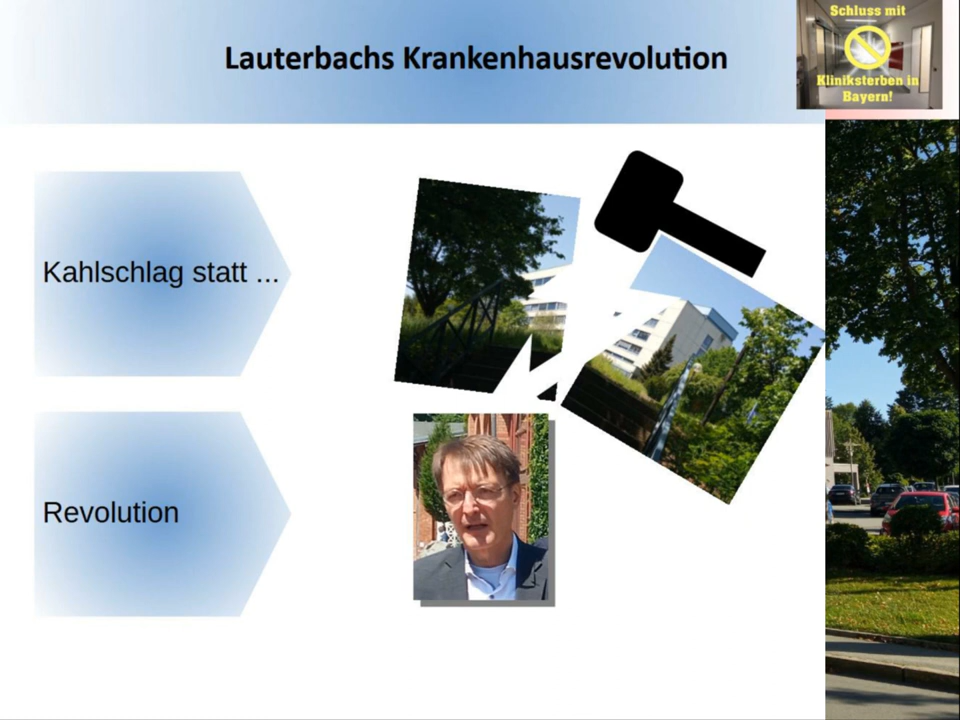 Lauterbachs Krankenhausrevolution
Schluss mit
Kliniksterben in
Bayern!
Kahlschlag statt ...
Revolution